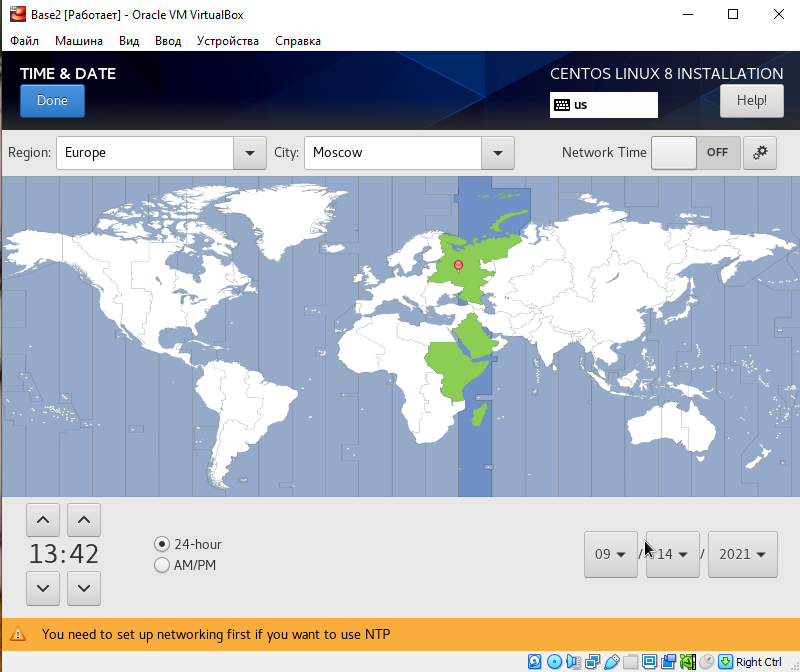 Base2 [Работает] - Oracle VM VirtualBox
Файл Машина Вид Ввод Устройства Справка
TIME & DATE
CENTOS LINUX 8 INSTALLATION
Done
us
Help!
Region: Europe City: Moscow Network Time OFF
13:42
24-hour
AM/PM
09 / 14 / 2021
You need to set up networking first if you want to use NTP
Right Ctrl